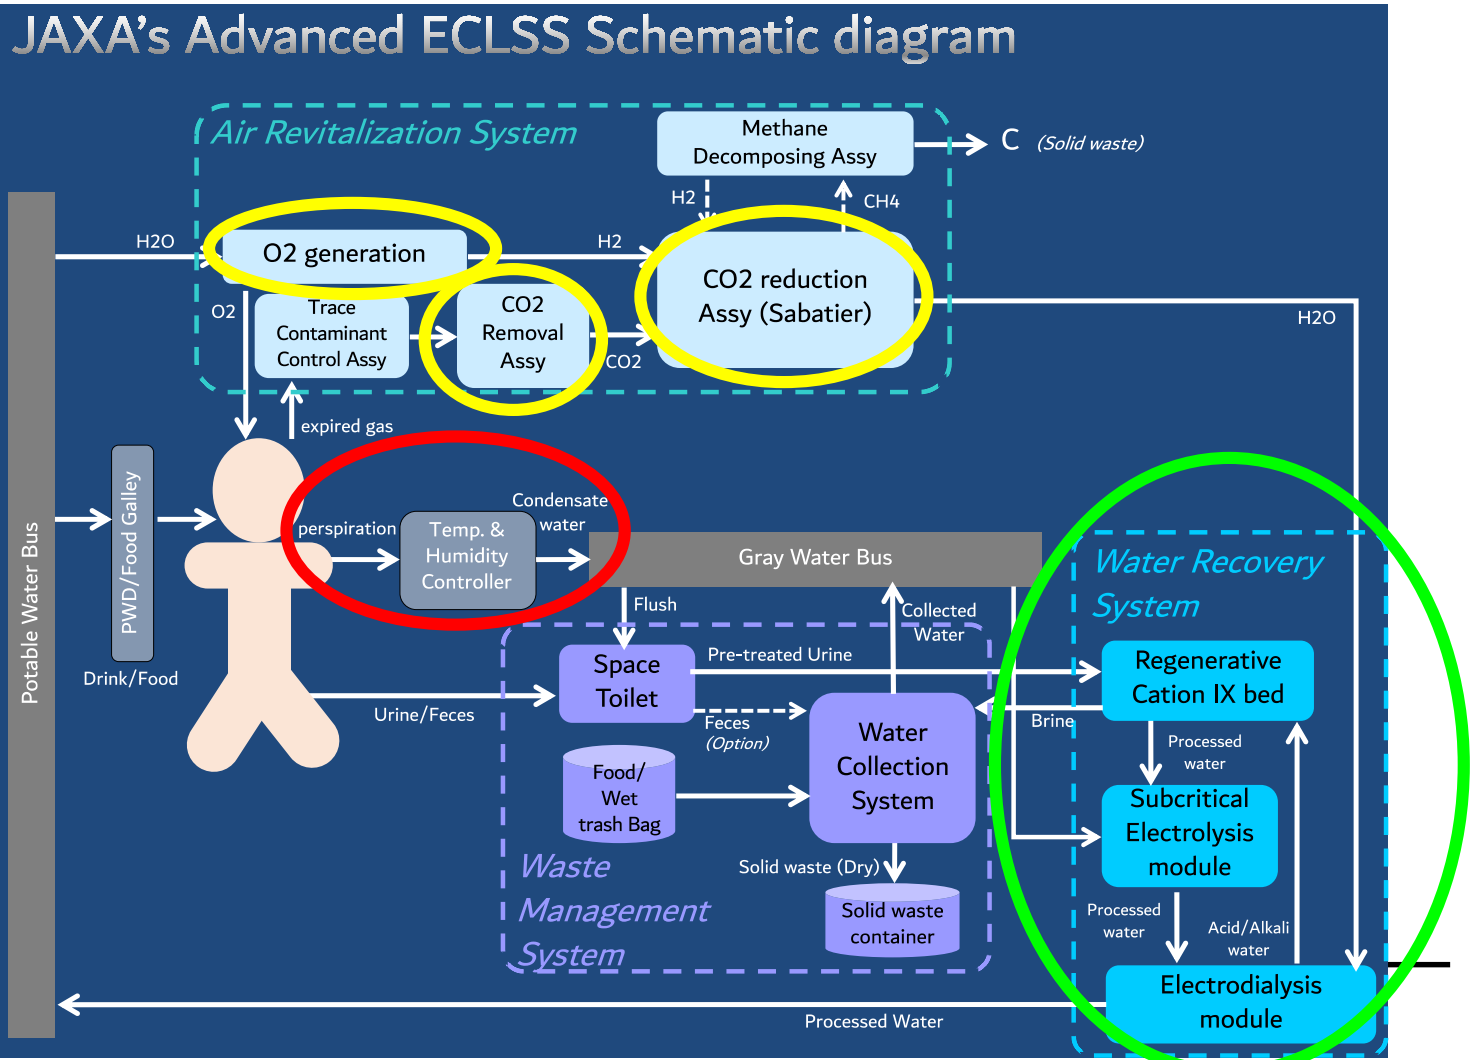 JAXA's Advanced ECLSS Schematic diagram
Air Revitalization System
Methane
Decomposing Assy
C (Solid waste)
H2
CH4
H2O
O2 generation
H2
CO2 reduction
Assy (Sabatier)
O2
Trace
Contaminant
Control Assy
CO2
Removal
Assy
CO2
H2O
expired gas
Potable Water Bus
PWD/Food Galley
Drink/Food
perspiration
Temp. &
Humidity
Controller
Condensate
water
Gray Water Bus
Flush
Collected
Water
Water Recovery
System
Space
Toilet
Pre-treated Urine
Regenerative
Cation IX bed
Urine/Feces
Feces
(Option)
Brine
Water
Collection
System
Processed
water
Food/
Wet
trash Bag
Subcritical
Electrolysis
module
Waste
Management
System
Solid waste (Dry)
Solid waste
container
Processed
water
Acid/Alkali
water
Electrodialysis
module
Processed Water